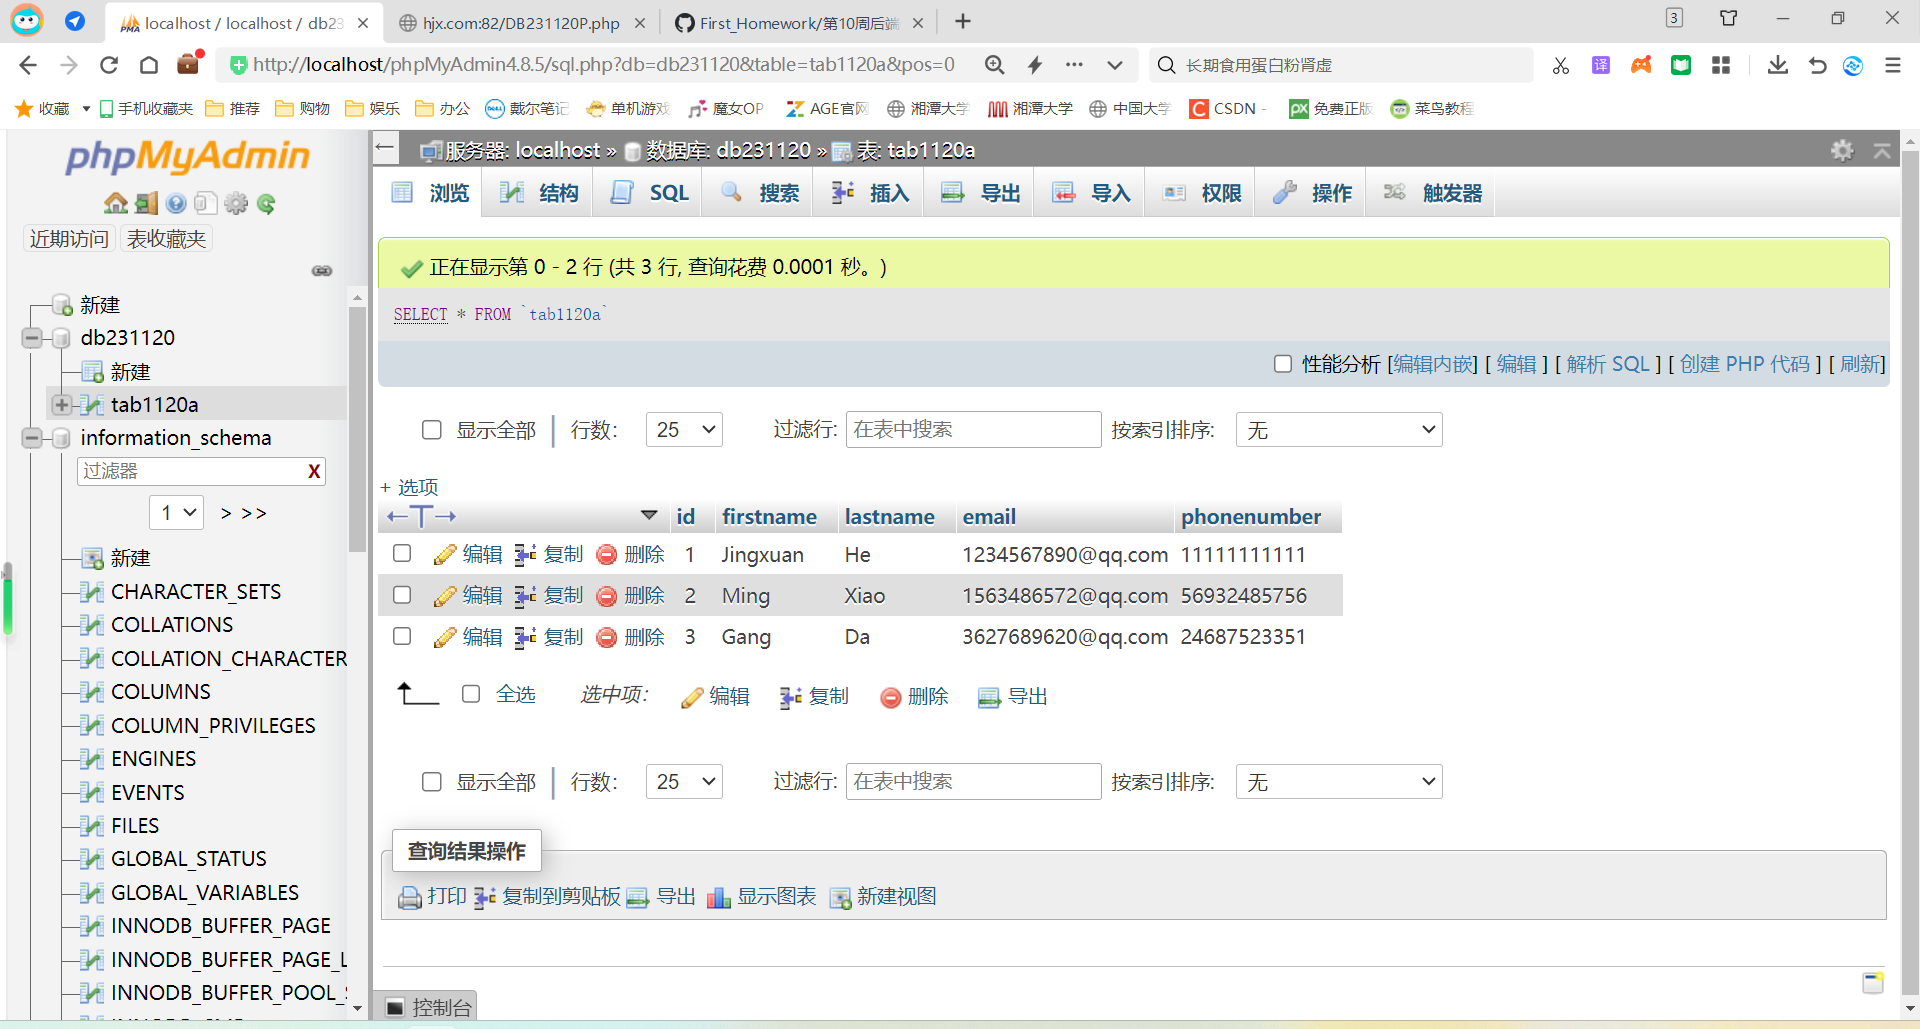 localhost / localhost / db23
hjx.com:82/DB231120P.php
First_Homework/第10周后端
3
http://localhost/phpMyAdmin4.8.5/sql.php?db=db231120&table=tab1120a&pos=0
长期食用蛋白粉肾虚
译
收藏
手机收藏夹
推荐
购物
娱乐
办公
戴尔笔记
单机游戏
魔女OP
AGE官网
湘潭大学
湘潭大学
中国大学
CSDN -
免费正版
菜鸟教程
phpMyAdmin
近期访问
表收藏夹
新建
db231120
新建
tab1120a
information_schema
过滤器 X
1 > >>
新建
CHARACTER_SETS
COLLATIONS
COLLATION_CHARACTER
COLUMNS
COLUMN_PRIVILEGES
ENGINES
EVENTS
FILES
GLOBAL_STATUS
GLOBAL_VARIABLES
INNODB_BUFFER_PAGE
INNODB_BUFFER_PAGE_L
INNODB_BUFFER_POOL_S
服务器: localhost » 数据库: db231120 » 表: tab1120a
浏览 结构 SQL 搜索 插入 导出 导入 权限 操作 触发器
正在显示第 0 - 2 行 (共 3 行, 查询花费 0.0001 秒。)
SELECT * FROM `tab1120a`
性能分析 [编辑内嵌] [ 编辑 ] [ 解析 SQL ] [ 创建 PHP 代码 ] [ 刷新]
显示全部 行数: 25 过滤行: 在表中搜索 按索引排序: 无
+ 选项
←T→ id firstname lastname email phonenumber
编辑 复制 删除 1 Jingxuan He 1234567890@qq.com 11111111111
编辑 复制 删除 2 Ming Xiao 1563486572@qq.com 56932485756
编辑 复制 删除 3 Gang Da 3627689620@qq.com 24687523351
全选 选中项: 编辑 复制 删除 导出
显示全部 行数: 25 过滤行: 在表中搜索 按索引排序: 无
查询结果操作
打印 复制到剪贴板 导出 显示图表 新建视图
控制台